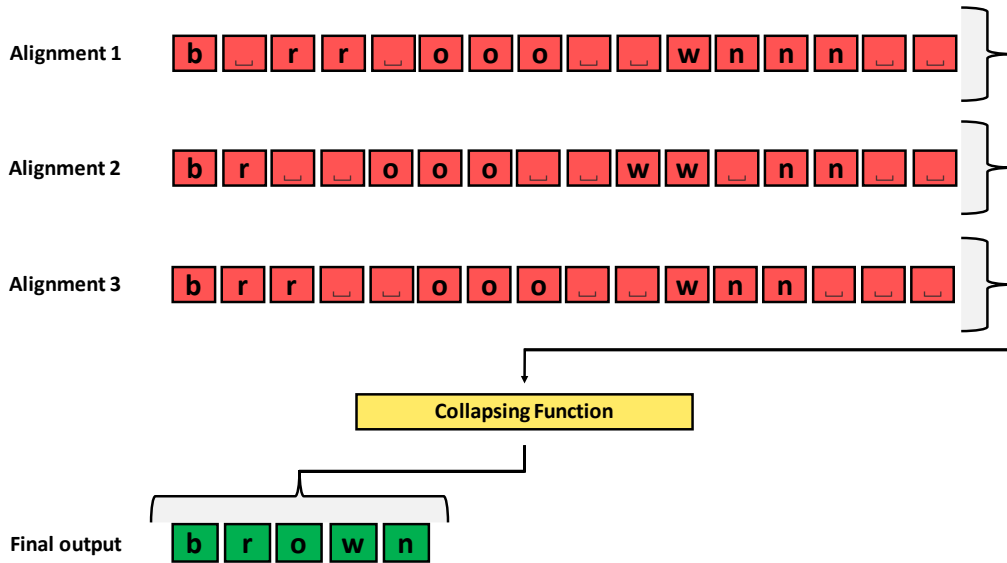 Alignment 1 b ␣ r r ␣ o o o ␣ ␣ w n n n ␣ ␣
Alignment 2 b r ␣ ␣ o o o ␣ ␣ w w ␣ n n ␣ ␣
Alignment 3 b r r ␣ ␣ o o o ␣ ␣ w n n ␣ ␣ ␣
Collapsing Function
Final output b r o w n